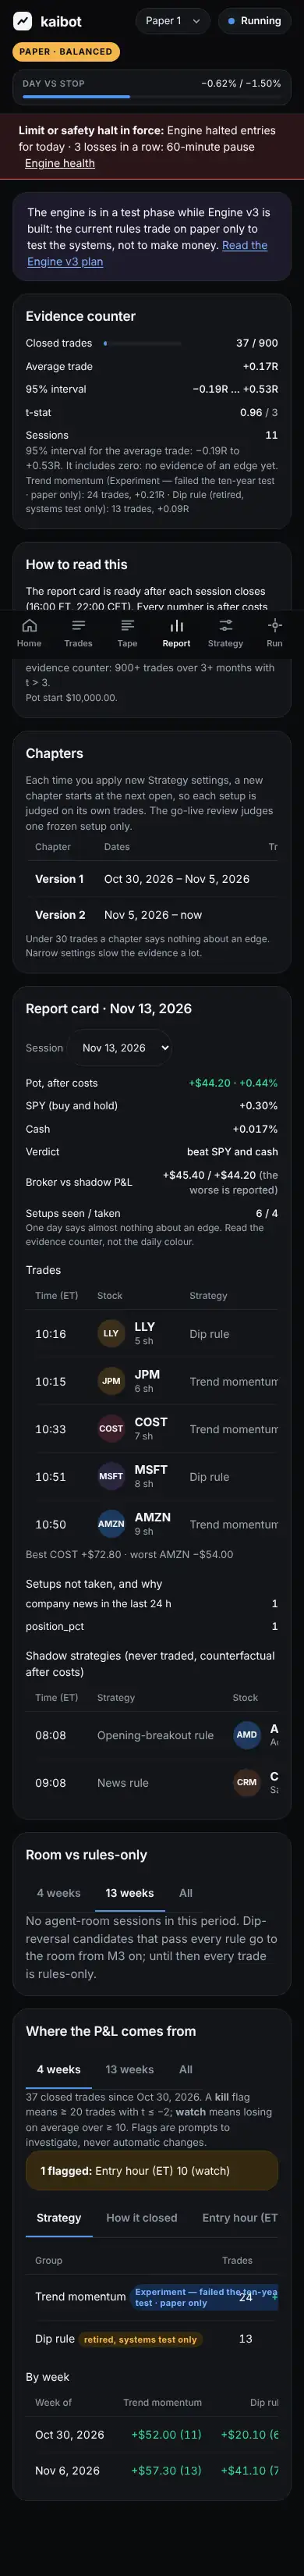 kaibot
Paper 1
Running
PAPER · BALANCED
DAY VS STOP
−0.62% / −1.50%
Limit or safety halt in force: Engine halted entries
for today · 3 losses in a row: 60-minute pause
Engine health
The engine is in a test phase while Engine v3 is
built: the current rules trade on paper only to
test the systems, not to make money. Read the
Engine v3 plan
Evidence counter
Closed trades 37 / 900
Average trade +0.17R
95% interval −0.19R ... +0.53R
t-stat 0.96 / 3
Sessions 11
95% interval for the average trade: −0.19R to
+0.53R. It includes zero: no evidence of an edge yet.
Trend momentum (Experiment — failed the ten-year test
· paper only): 24 trades, +0.21R · Dip rule (retired,
systems test only): 13 trades, +0.09R
How to read this
The report card is ready after each session closes
(16:00 ET, 22:00 CET). Every number is after costs
Home
Trades
Tape
Report
Strategy
Run
evidence counter: 900+ trades over 3+ months with
t > 3.
Pot start $10,000.00.
Chapters
Each time you apply new Strategy settings, a new
chapter starts at the next open, so each setup is
judged on its own trades. The go-live review judges
one frozen setup only.
Chapter Dates Tr
Version 1 Oct 30, 2026 – Nov 5, 2026
Version 2 Nov 5, 2026 – now
Under 30 trades a chapter says nothing about an edge.
Narrow settings slow the evidence a lot.
Report card · Nov 13, 2026
Session Nov 13, 2026
Pot, after costs +$44.20 · +0.44%
SPY (buy and hold) +0.30%
Cash +0.017%
Verdict beat SPY and cash
Broker vs shadow P&L +$45.40 / +$44.20 (the
worse is reported)
Setups seen / taken 6 / 4
One day says almost nothing about an edge. Read the
evidence counter, not the daily colour.
Trades
Time (ET) Stock Strategy
10:16 LLY LLY Dip rule
5 sh
10:15 JPM JPM Trend momentum
6 sh
10:33 COST COST Trend momentum
7 sh
10:51 MSFT MSFT Dip rule
8 sh
10:50 AMZN AMZN Trend momentum
9 sh
Best COST +$72.80 · worst AMZN −$54.00
Setups not taken, and why
company news in the last 24 h 1
position_pct 1
Shadow strategies (never traded, counterfactual
after costs)
Time (ET) Strategy Stock
08:08 Opening-breakout rule AMD A
09:08 News rule CRM
Room vs rules-only
4 weeks 13 weeks All
No agent-room sessions in this period. Dip-
reversal candidates that pass every rule go to
the room from M3 on; until then every trade
is rules-only.
Where the P&L comes from
4 weeks 13 weeks All
37 closed trades since Oct 30, 2026. A kill flag
means ≥ 20 trades with t ≤ −2; watch means losing
on average over ≥ 10. Flags are prompts to
investigate, never automatic changes.
1 flagged: Entry hour (ET) 10 (watch)
Strategy How it closed Entry hour (ET
Group Trades
Trend momentum Experiment — failed the ten-yea 24 +
test · paper only
Dip rule retired, systems test only 13
By week
Week of Trend momentum Dip rul
Oct 30, 2026 +$52.00 (11) +$20.10 (6
Nov 6, 2026 +$57.30 (13) +$41.10 (7